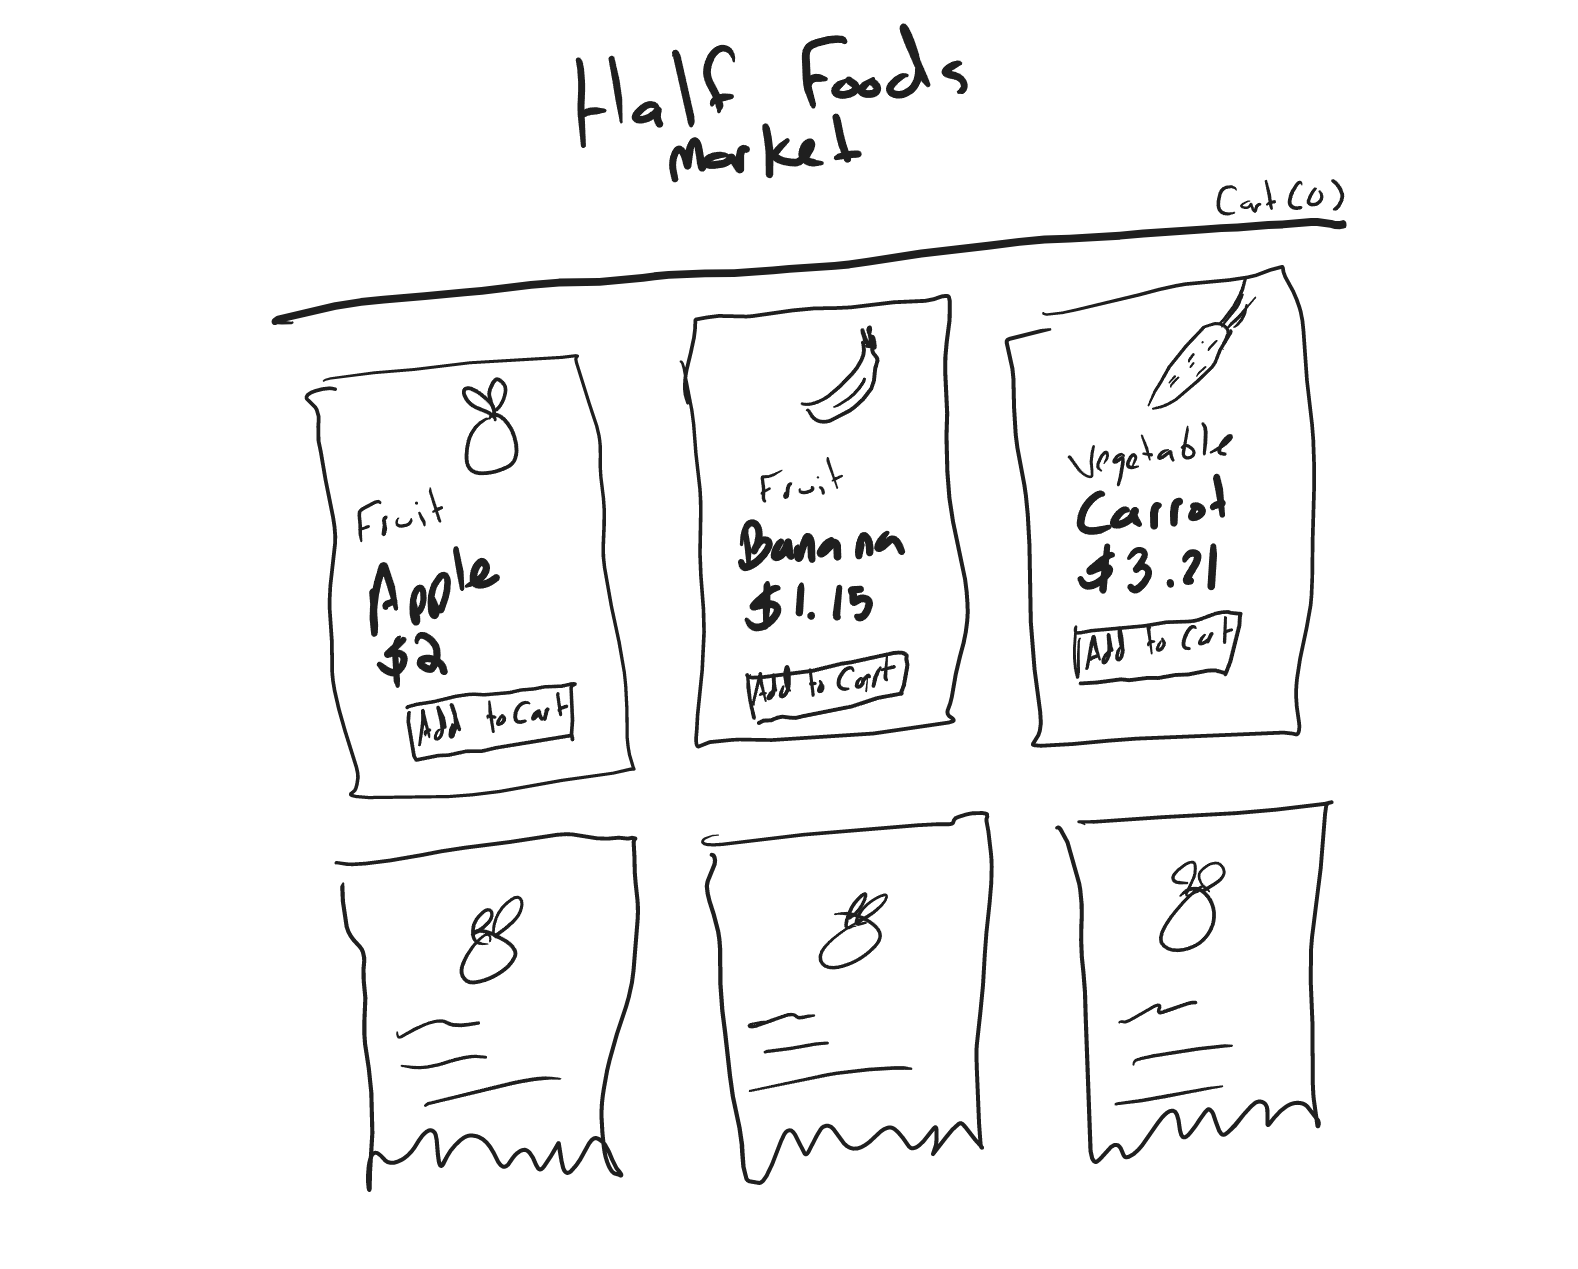 Half Foods
Market
Cart (0)
Fruit
Apple
$2
Add to Cart
Fruit
Banana
$1.15
Add to Cart
Vegetable
Carrot
$3.21
Add to Cart